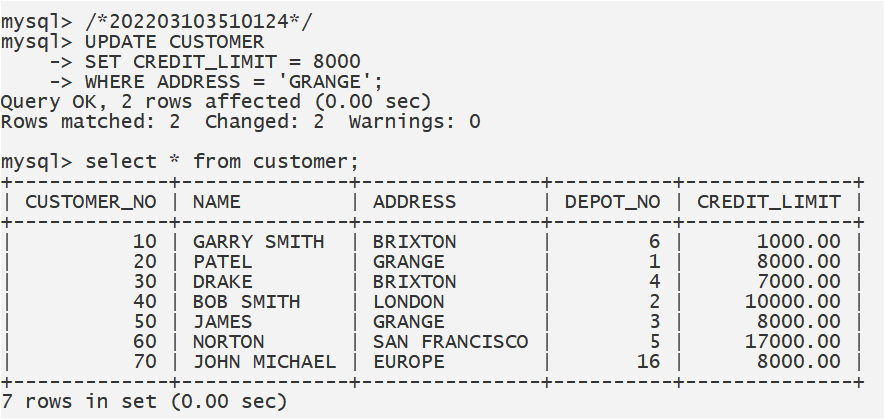 mysql> /*202203103510124*/
mysql> UPDATE CUSTOMER
    -> SET CREDIT_LIMIT = 8000
    -> WHERE ADDRESS = 'GRANGE';
Query OK, 2 rows affected (0.00 sec)
Rows matched: 2  Changed: 2  Warnings: 0

mysql> select * from customer;
+-------------+--------------+---------------+----------+--------------+
| CUSTOMER_NO | NAME         | ADDRESS       | DEPOT_NO | CREDIT_LIMIT |
+-------------+--------------+---------------+----------+--------------+
|          10 | GARRY SMITH  | BRIXTON       |        6 |      1000.00 |
|          20 | PATEL        | GRANGE        |        1 |      8000.00 |
|          30 | DRAKE        | BRIXTON       |        4 |      7000.00 |
|          40 | BOB SMITH    | LONDON        |        2 |     10000.00 |
|          50 | JAMES        | GRANGE        |        3 |      8000.00 |
|          60 | NORTON       | SAN FRANCISCO |        5 |     17000.00 |
|          70 | JOHN MICHAEL | EUROPE        |       16 |      8000.00 |
+-------------+--------------+---------------+----------+--------------+
7 rows in set (0.00 sec)